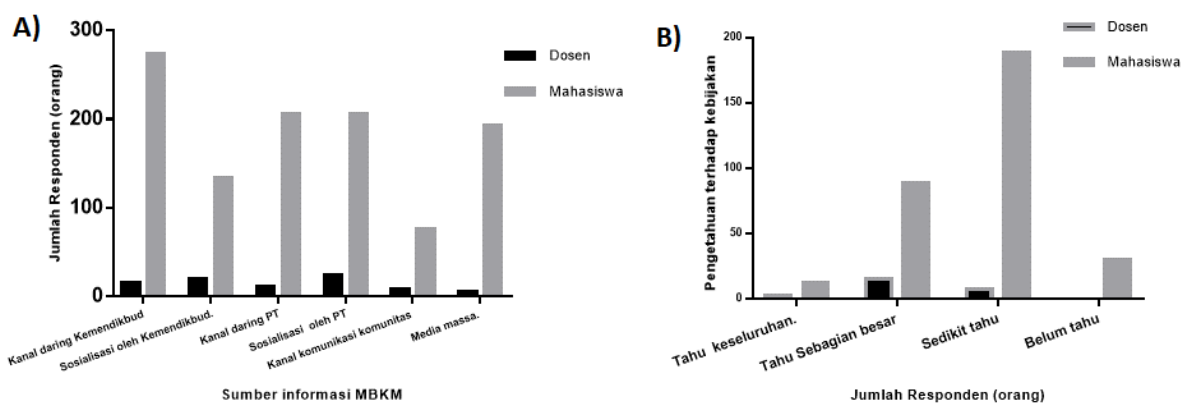 A)
Jumlah Responden (orang)
300
200
100
0
Dosen
Mahasiswa
Kanal daring Kemendikbud
Sosialisasi oleh Kemendikbud.
Kanal daring PT
Sosialisasi oleh PT
Kanal komunikasi komunitas
Media massa.
Sumber informasi MBKM
B)
Pengetahuan terhadap kebijakan
200
150
100
50
0
Dosen
Mahasiswa
Tahu keseluruhan.
Tahu Sebagian besar
Sedikit tahu
Belum tahu
Jumlah Responden (orang)